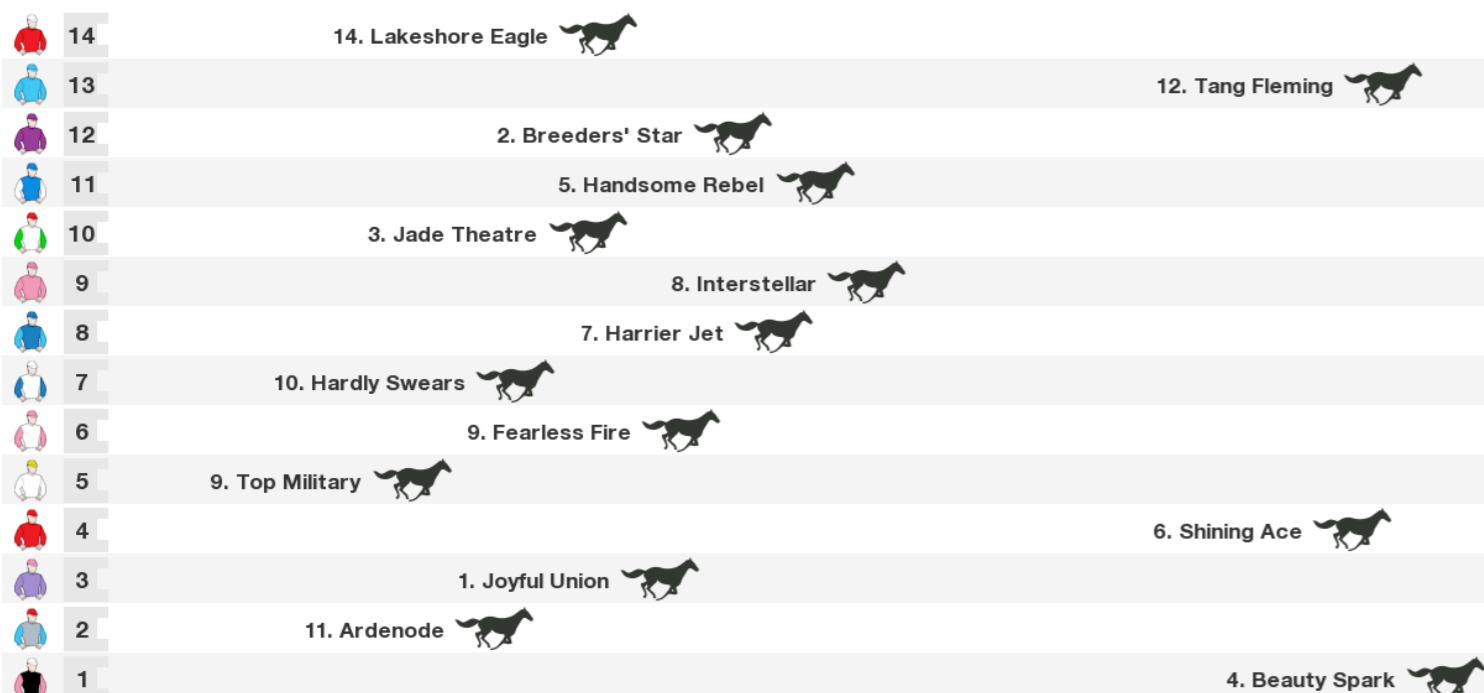 14 14. Lakeshore Eagle
13 12. Tang Fleming
12 2. Breeders' Star
11 5. Handsome Rebel
10 3. Jade Theatre
9 8. Interstellar
8 7. Harrier Jet
7 10. Hardly Swears
6 9. Fearless Fire
5 9. Top Military
4 6. Shining Ace
3 1. Joyful Union
2 11. Ardenode
1 4. Beauty Spark